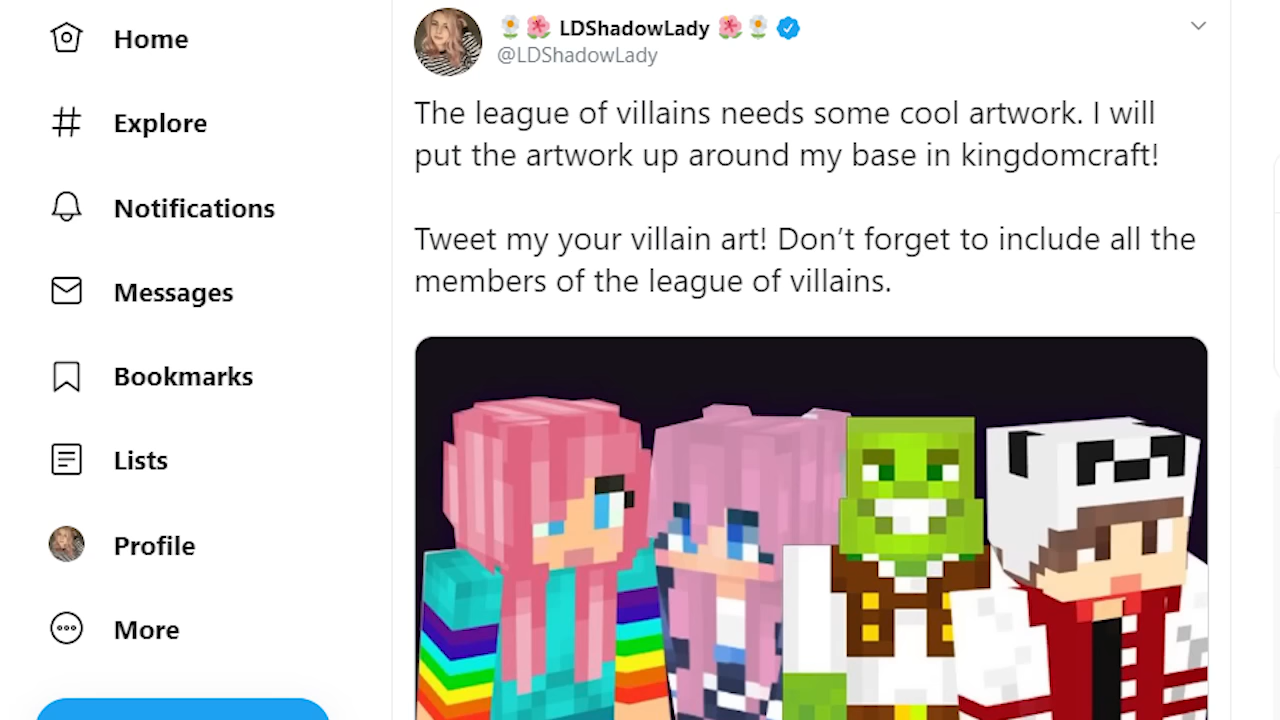 Home
Explore
Notifications
Messages
Bookmarks
Lists
Profile
More
LDShadowLady
@LDShadowLady
The league of villains needs some cool artwork. I will
put the artwork up around my base in kingdomcraft!
Tweet my your villain art! Don’t forget to include all the
members of the league of villains.